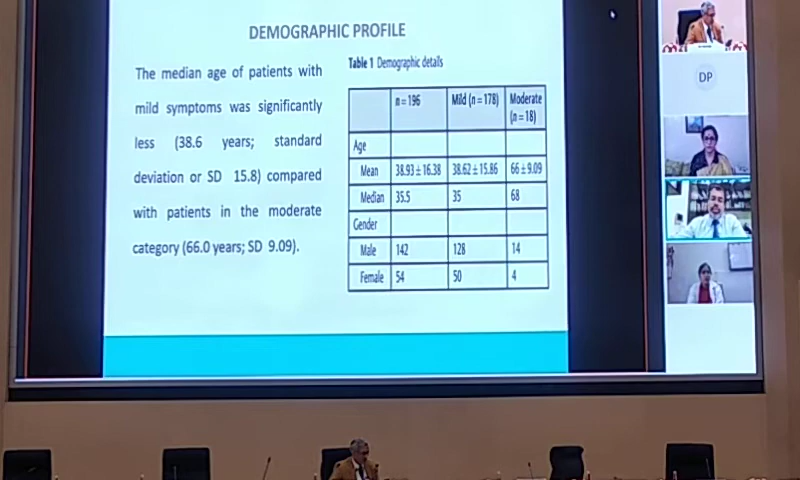 DEMOGRAPHIC PROFILE
The median age of patients with
mild symptoms was significantly
less (38.6 years; standard
deviation or SD 15.8) compared
with patients in the moderate
category (66.0 years; SD 9.09).
Table 1 Demographic details
n=196 Mild (n=178) Moderate
(n=18)
Age
Mean 38.93±16.38 38.62±15.86 66±9.09
Median 35.5 35 68
Gender
Male 142 128 14
Female 54 50 4
DP